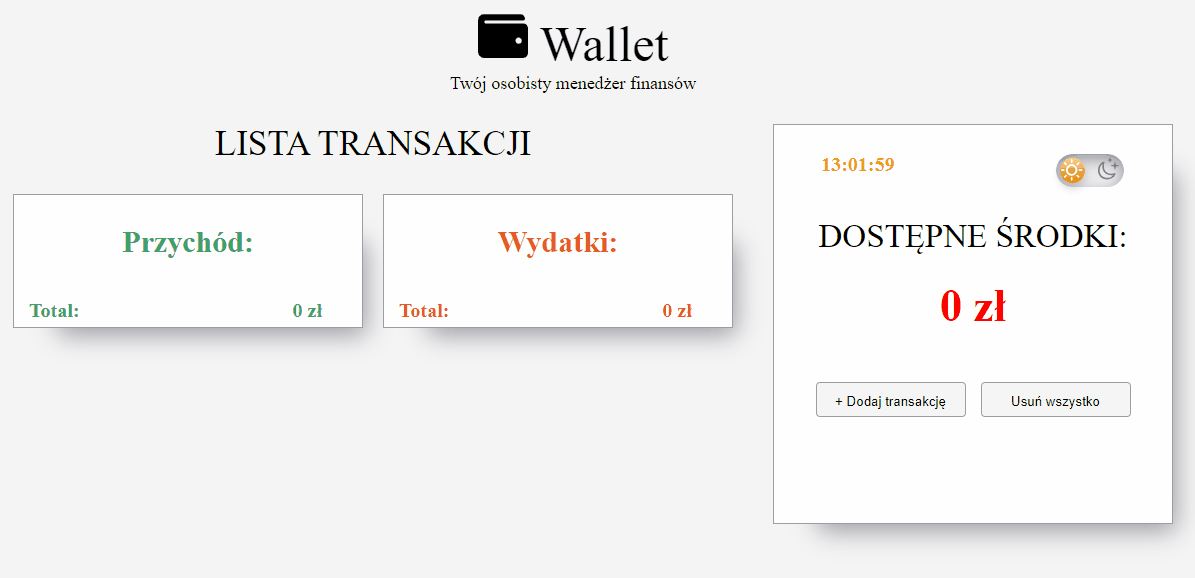 Wallet
Twój osobisty menedżer finansów
LISTA TRANSAKCJI
Przychód:
Total: 0 zł
Wydatki:
Total: 0 zł
13:01:59
DOSTĘPNE ŚRODKI:
0 zł
+ Dodaj transakcję
Usuń wszystko